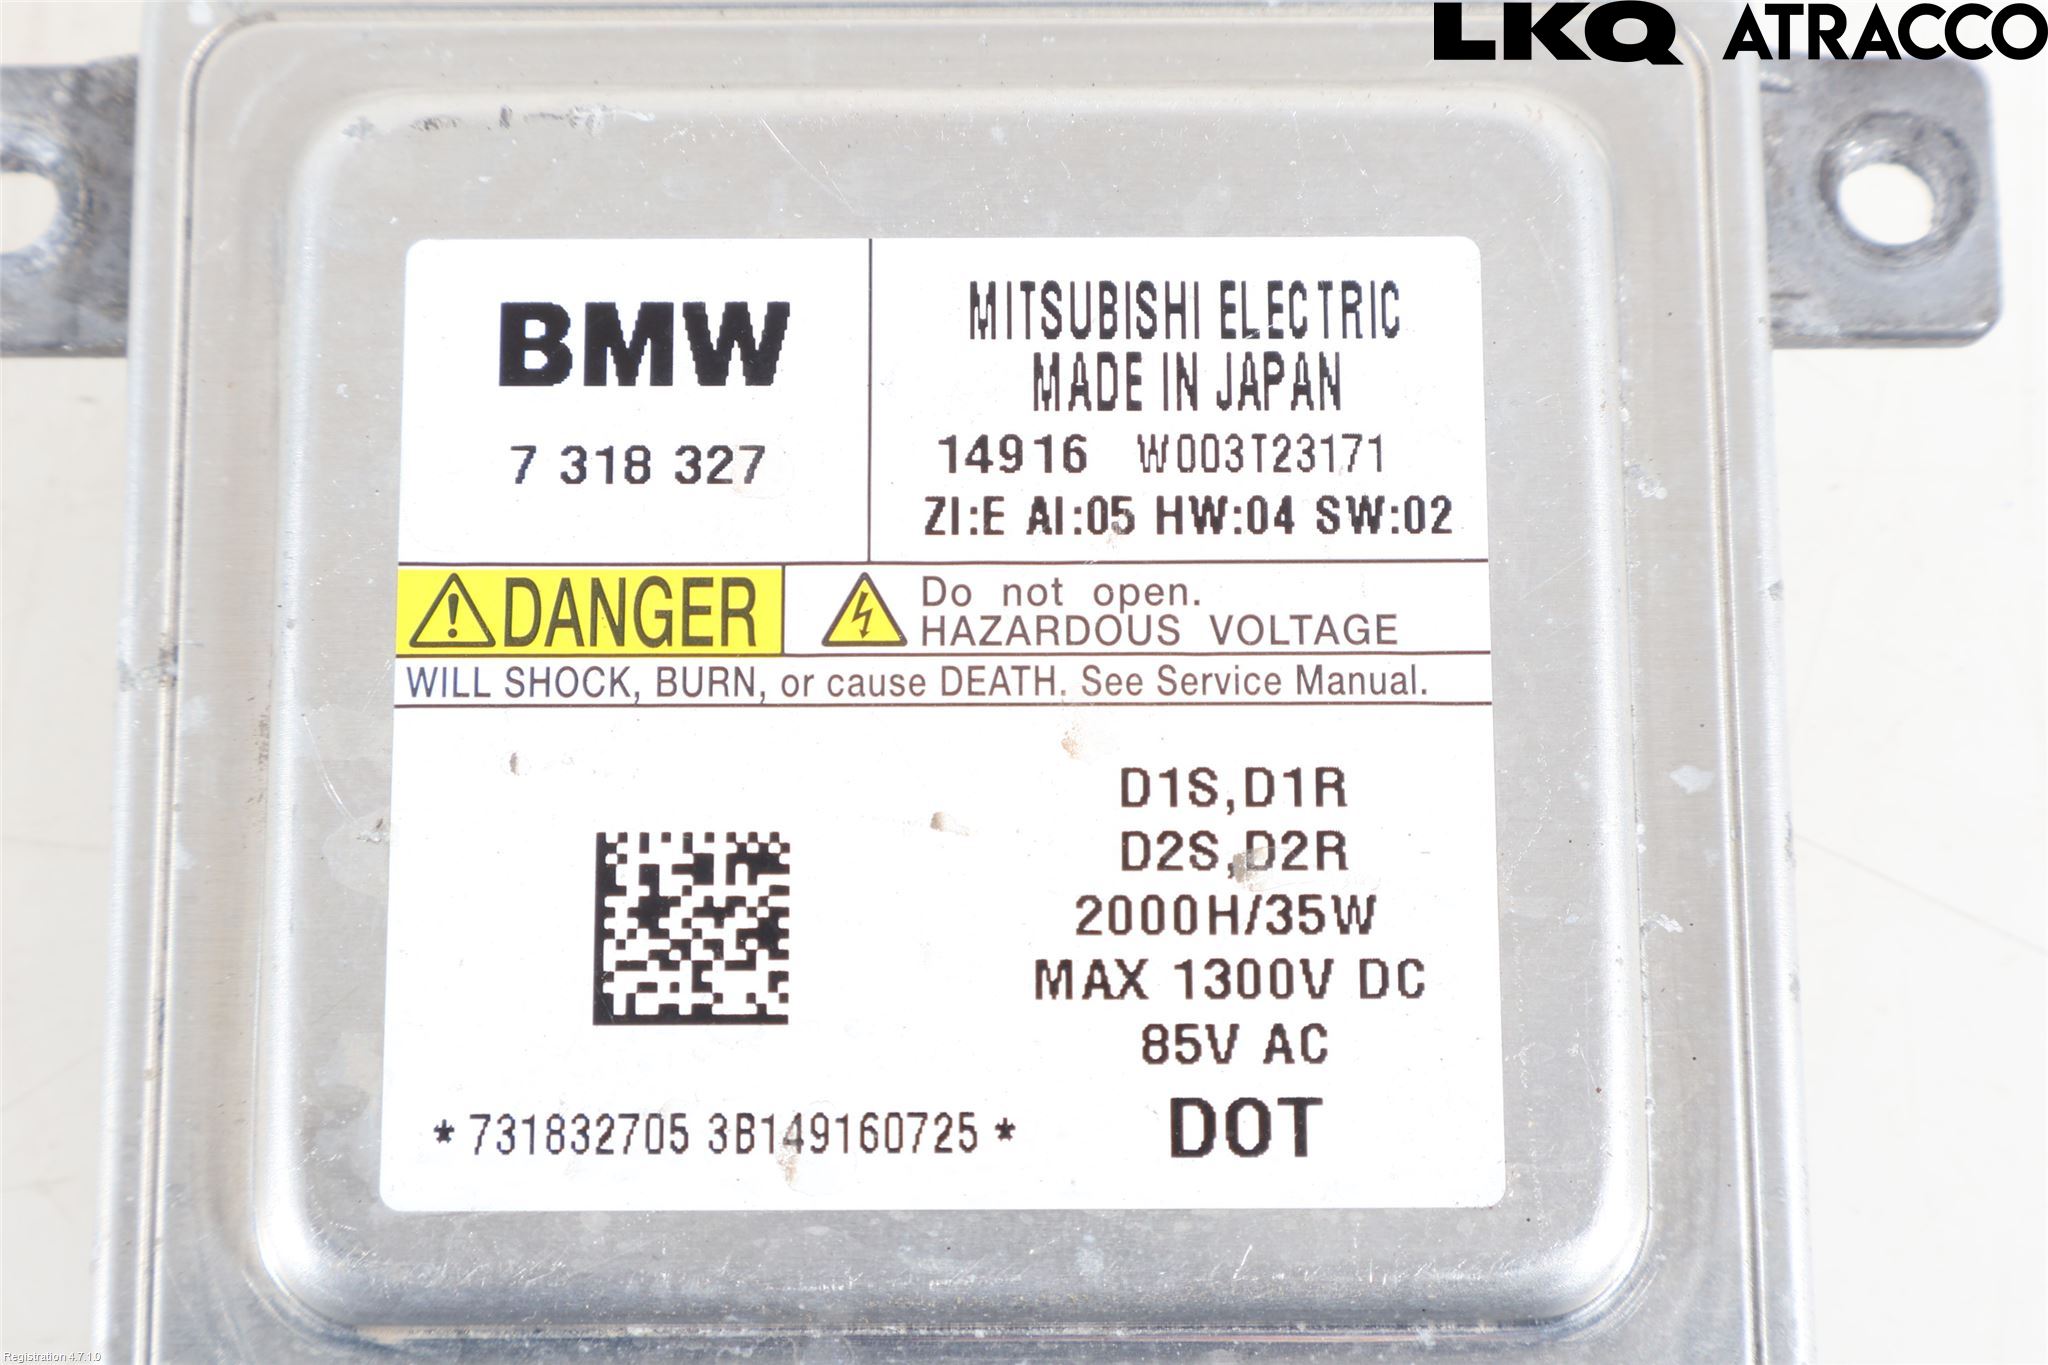 LKQ ATRACCO
BMW
7 318 327
MITSUBISHI ELECTRIC
MADE IN JAPAN
14916 W003T23171
ZI:E AI:05 HW:04 SW:02
DANGER
Do not open.
HAZARDOUS VOLTAGE
WILL SHOCK, BURN, or cause DEATH. See Service Manual.
D1S,D1R
D2S,D2R
2000H/35W
MAX 1300V DC
85V AC
DOT
*731832705 3B149160725*
Registration 4.7.1.0